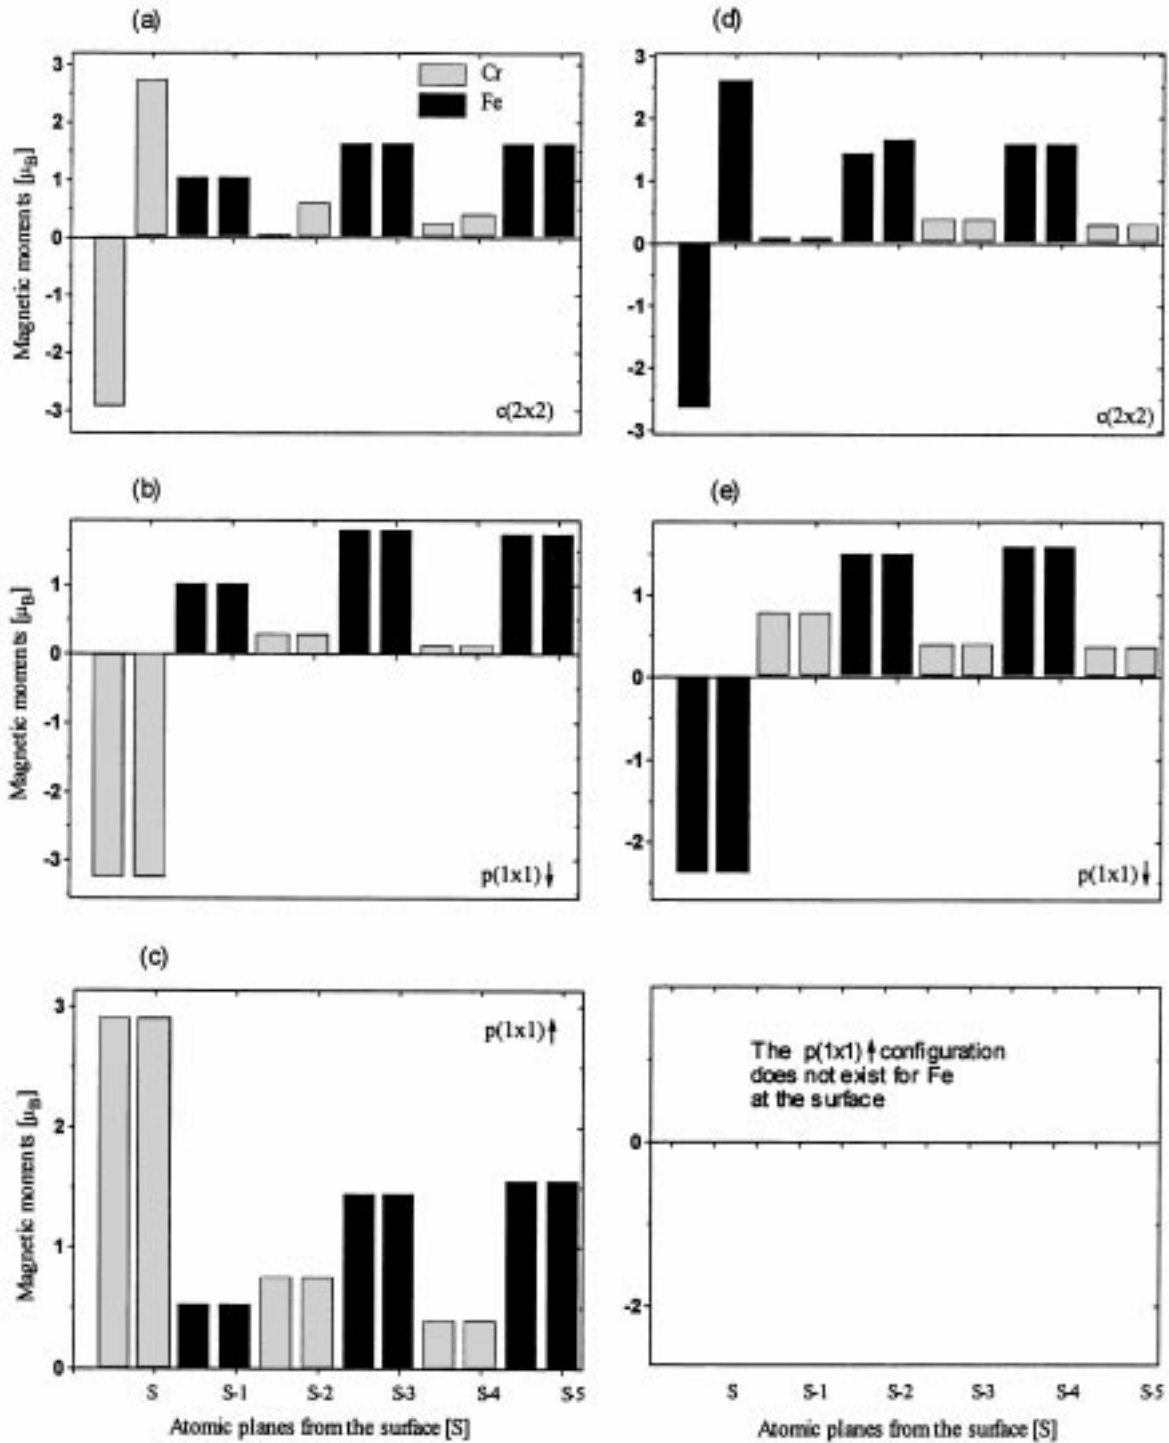 (a)
3
2
1
0
-1
-2
-3
Magnetic moments [μB]
Cr
Fe
c(2x2)
(d)
3
2
1
0
-1
-2
-3
c(2x2)
(b)
1
0
-1
-2
-3
Magnetic moments [μB]
p(1x1)↓
(e)
1
0
-1
-2
p(1x1)↓
(c)
3
2
1
0
Magnetic moments [μB]
p(1x1)↑
S S-1 S-2 S-3 S-4 S-5
Atomic planes from the surface [S]
The p(1x1)↑configuration
does not exist for Fe
at the surface
0
-2
S S-1 S-2 S-3 S-4 S-5
Atomic planes from the surface [S]